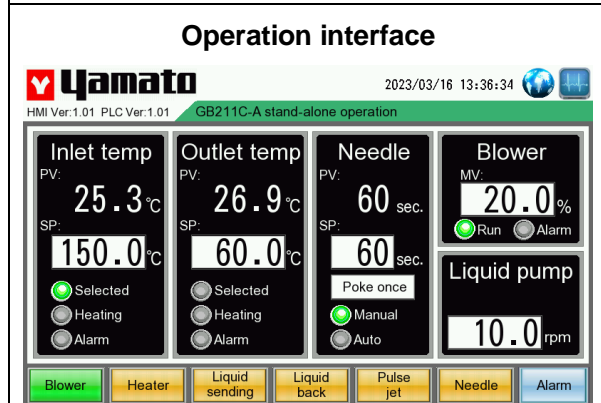 Operation interface
Yamato
2023/03/16 13:36:34
HMI Ver:1.01 PLC Ver:1.01
GB211C-A stand-alone operation
Inlet temp
PV:
25.3℃
SP:
150.0℃
Selected
Heating
Alarm
Outlet temp
PV:
26.9℃
SP:
60.0℃
Selected
Heating
Alarm
Needle
PV:
60 sec.
SP:
60 sec.
Poke once
Manual
Auto
Blower
MV:
20.0%
Run Alarm
Liquid pump
10.0 rpm
Blower
Heater
Liquid
sending
Liquid
back
Pulse
jet
Needle
Alarm